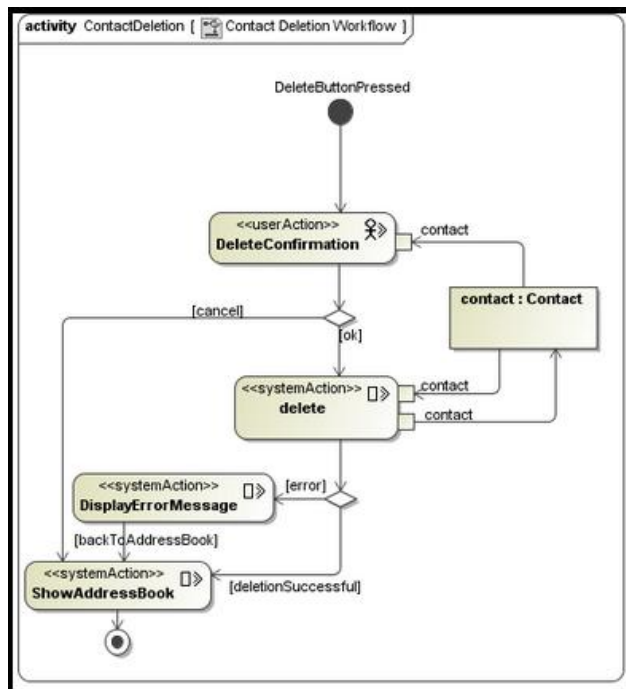 activity ContactDeletion [ Contact Deletion Workflow ]
DeleteButtonPressed
<<userAction>>
DeleteConfirmation
contact
contact : Contact
[cancel]
[ok]
<<systemAction>>
delete
contact
contact
<<systemAction>>
DisplayErrorMessage
[error]
[backToAddressBook]
<<systemAction>>
ShowAddressBook
[deletionSuccessful]